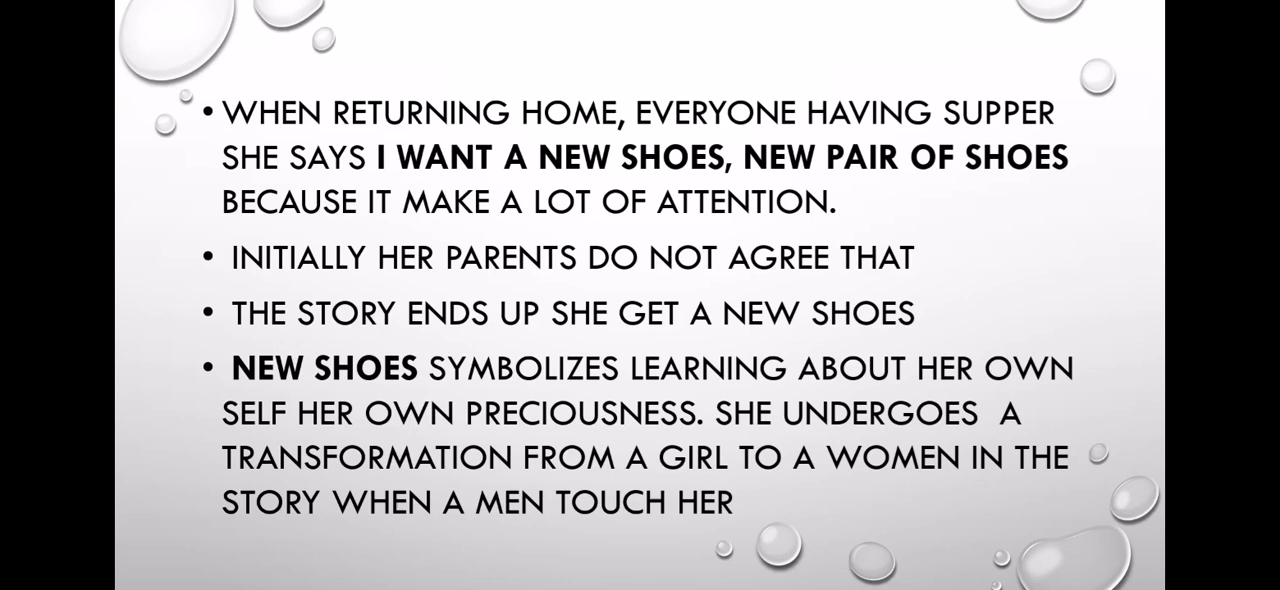 • WHEN RETURNING HOME, EVERYONE HAVING SUPPER
SHE SAYS I WANT A NEW SHOES, NEW PAIR OF SHOES
BECAUSE IT MAKE A LOT OF ATTENTION.
• INITIALLY HER PARENTS DO NOT AGREE THAT
• THE STORY ENDS UP SHE GET A NEW SHOES
• NEW SHOES SYMBOLIZES LEARNING ABOUT HER OWN
SELF HER OWN PRECIOUSNESS. SHE UNDERGOES A
TRANSFORMATION FROM A GIRL TO A WOMEN IN THE
STORY WHEN A MEN TOUCH HER